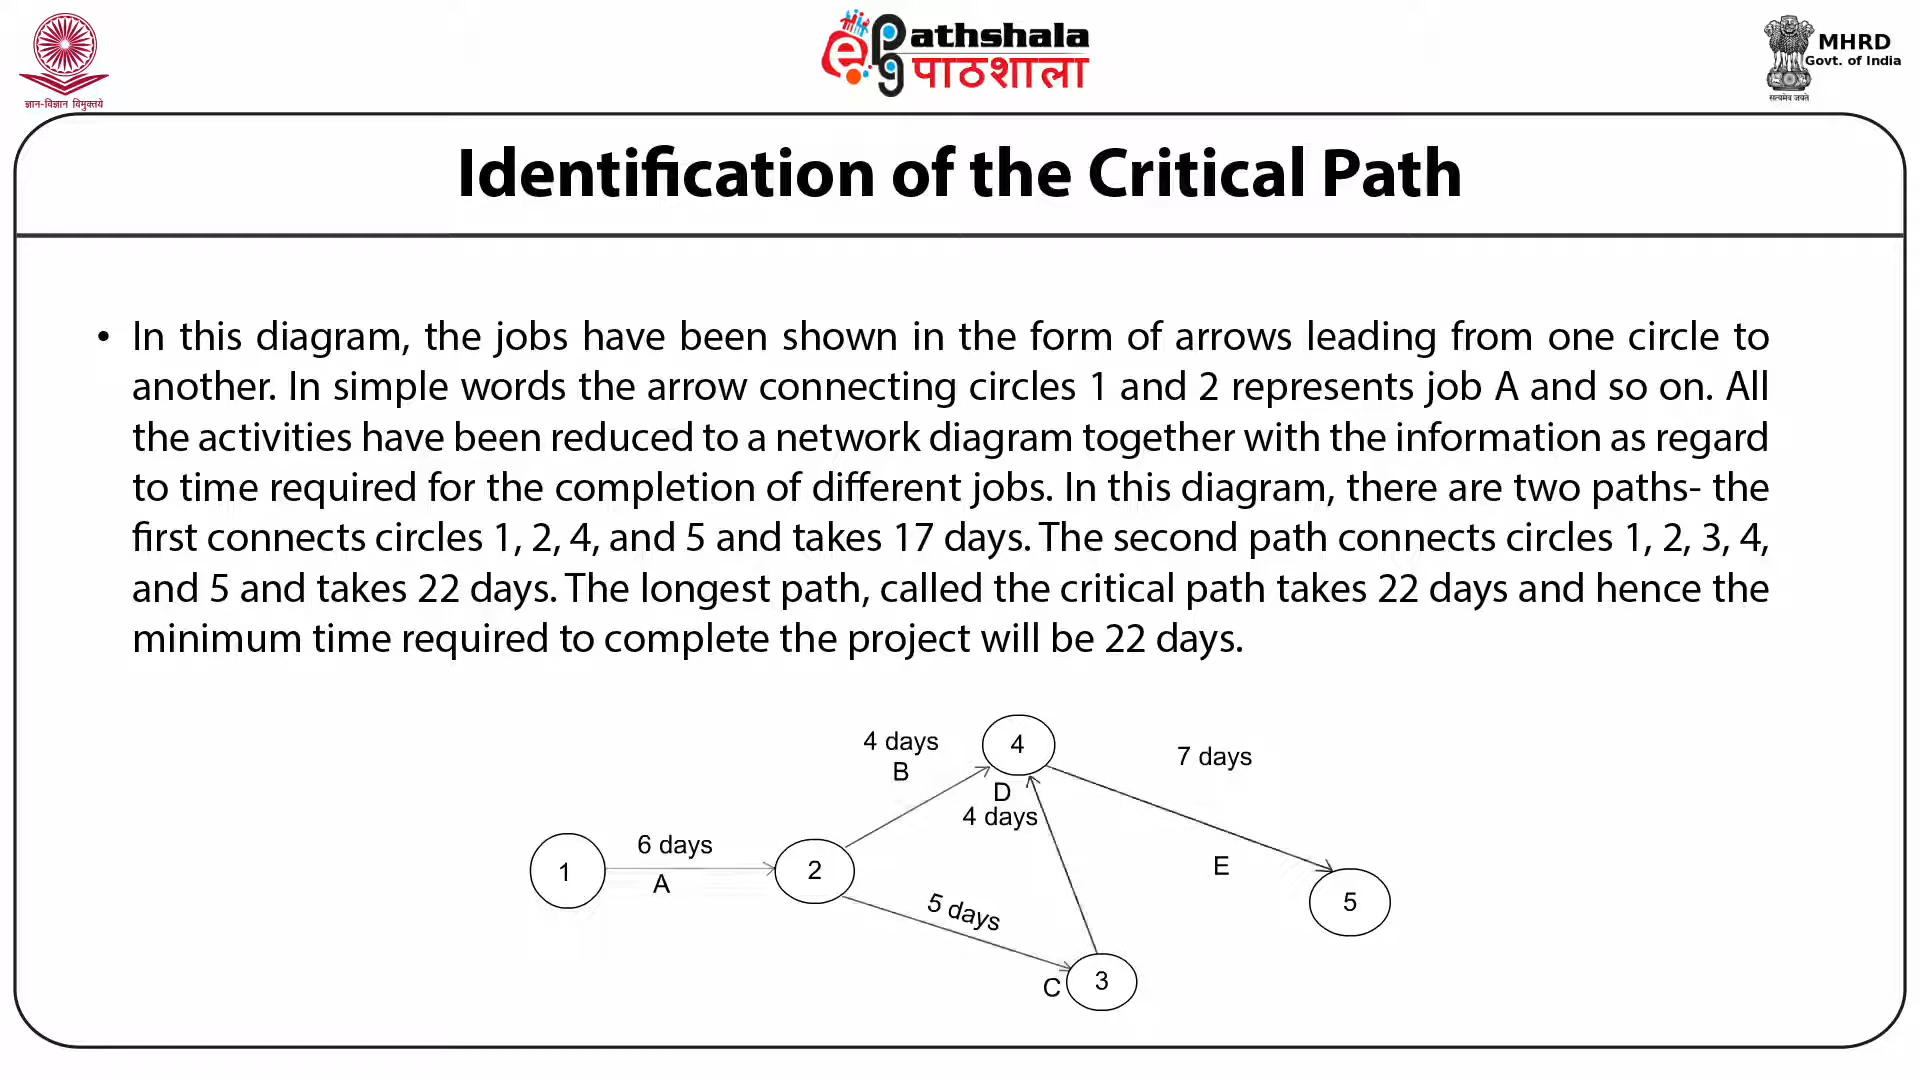 ज्ञान-विज्ञान विमुक्तये
e Pathshala
पाठशाला
MHRD
Govt. of India
सत्यमेव जयते
Identification of the Critical Path
• In this diagram, the jobs have been shown in the form of arrows leading from one circle to
another. In simple words the arrow connecting circles 1 and 2 represents job A and so on. All
the activities have been reduced to a network diagram together with the information as regard
to time required for the completion of different jobs. In this diagram, there are two paths- the
first connects circles 1, 2, 4, and 5 and takes 17 days. The second path connects circles 1, 2, 3, 4,
and 5 and takes 22 days. The longest path, called the critical path takes 22 days and hence the
minimum time required to complete the project will be 22 days.
4 days
B
4
7 days
D
4 days
6 days
A
1
2
E
5 days
5
C
3